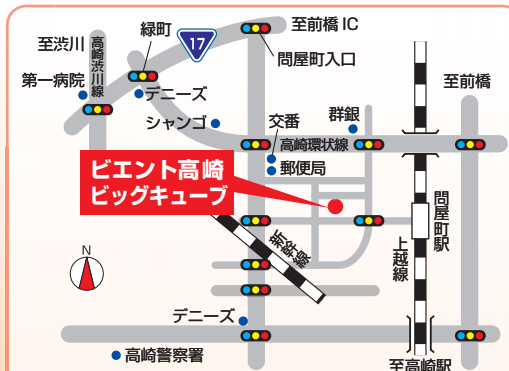 至前橋 IC
緑町
17
至渋川
高崎渋川線
問屋町入口
至前橋
第一病院
デニーズ
シャンゴ
交番
群銀
高崎環状線
郵便局
ビエント高崎
ビッグキューブ
問屋町駅
新幹線
上越線
N
デニーズ
高崎警察署
至高崎駅